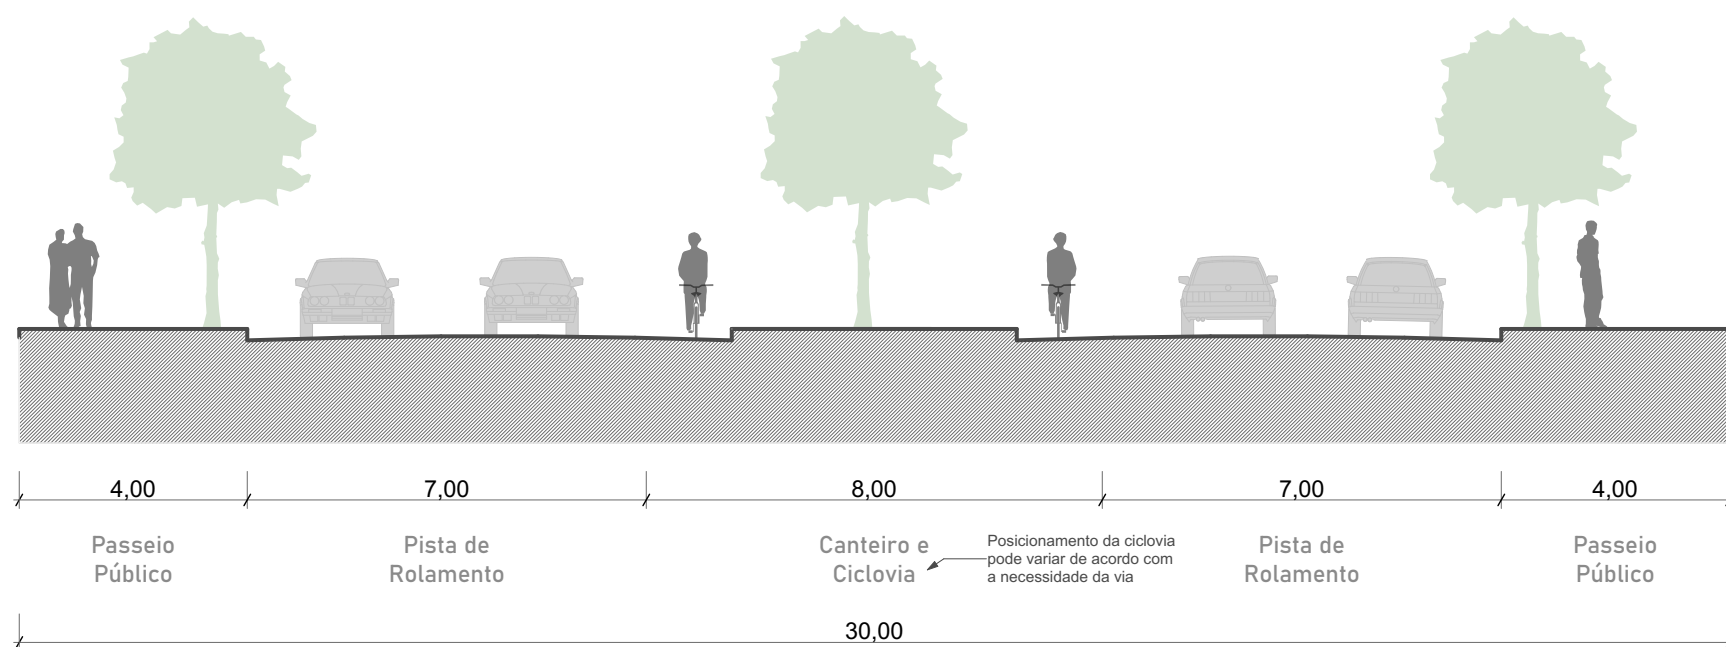 4,00
7,00
8,00
7,00
4,00
Passeio
Público
Pista de
Rolamento
Canteiro e
Ciclovia
Posicionamento da ciclovia
pode variar de acordo com
a necessidade da via
Pista de
Rolamento
Passeio
Público
30,00